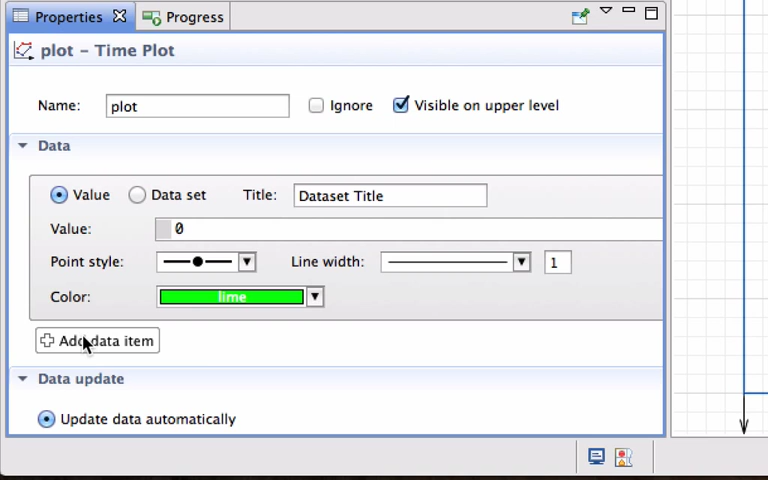 Properties Progress
plot – Time Plot
Name: plot Ignore Visible on upper level
Data
Value Data set Title: Dataset Title
Value: 0
Point style: Line width: 1
Color: lime
Add data item
Data update
Update data automatically